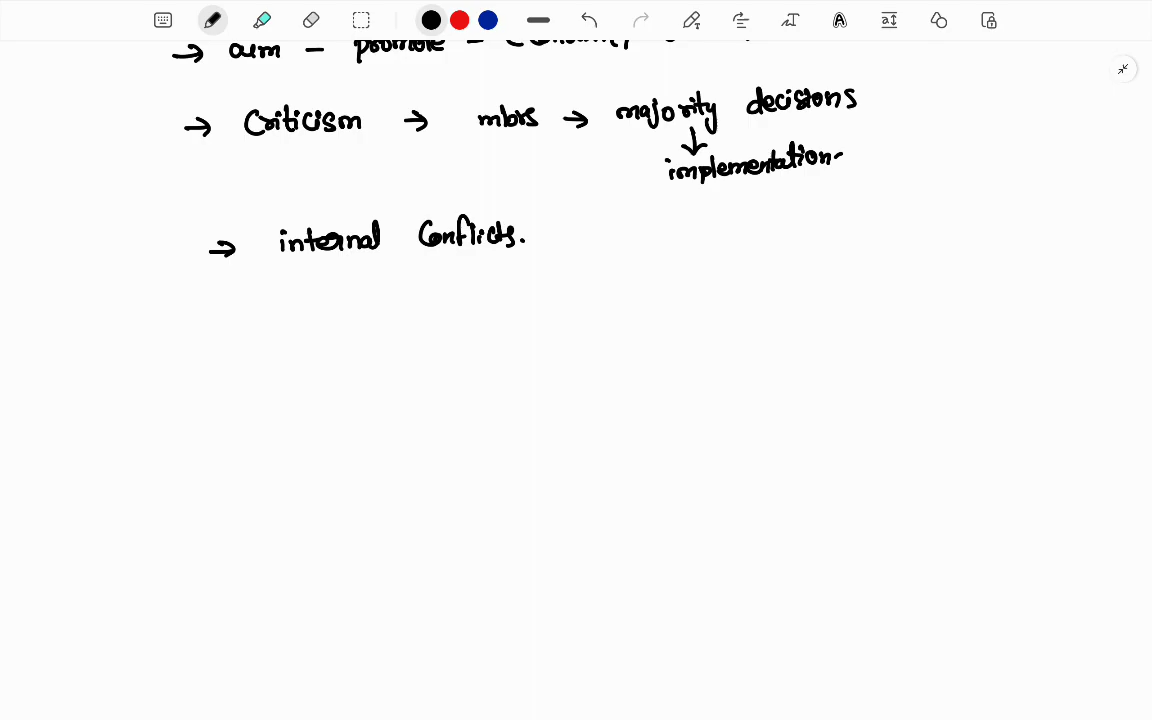 → aim - promote -
→ Criticism → mbrs → majority decisions
↓
implementation-
→ internal Conflicts.